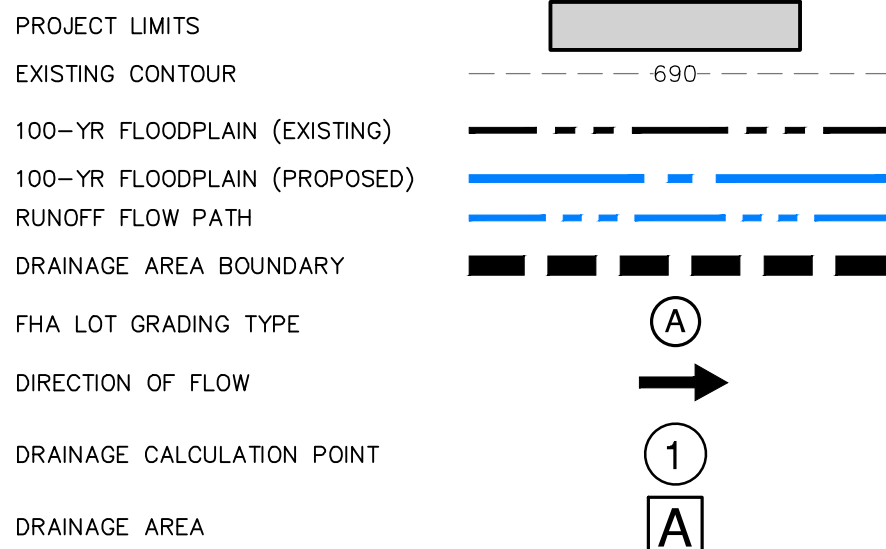 PROJECT LIMITS
EXISTING CONTOUR 690
100-YR FLOODPLAIN (EXISTING)
100-YR FLOODPLAIN (PROPOSED)
RUNOFF FLOW PATH
DRAINAGE AREA BOUNDARY
FHA LOT GRADING TYPE A
DIRECTION OF FLOW
DRAINAGE CALCULATION POINT 1
DRAINAGE AREA A